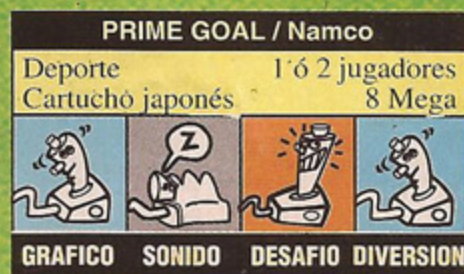 PRIME GOAL / Namco
Deporte 1 ó 2 jugadores
Cartucho japonés 8 Mega
Z
GRAFICO SONIDO DESAFIO DIVERSION